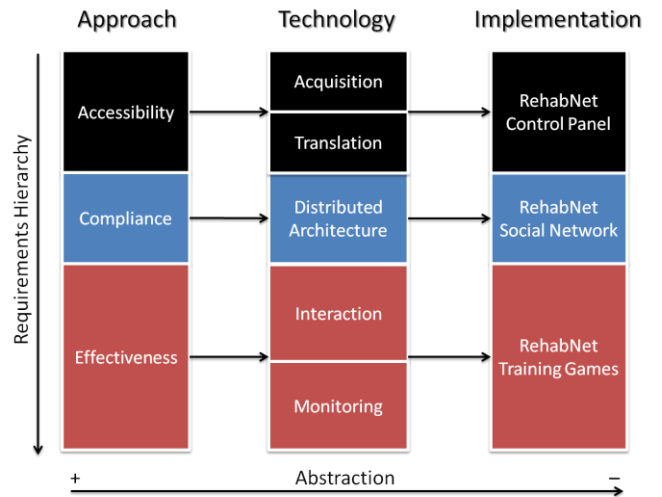 Approach
Technology
Implementation
Requirements Hierarchy
Accessibility
Acquisition
Translation
RehabNet
Control Panel
Compliance
Distributed
Architecture
RehabNet
Social Network
Effectiveness
Interaction
Monitoring
RehabNet
Training Games
+
Abstraction
−